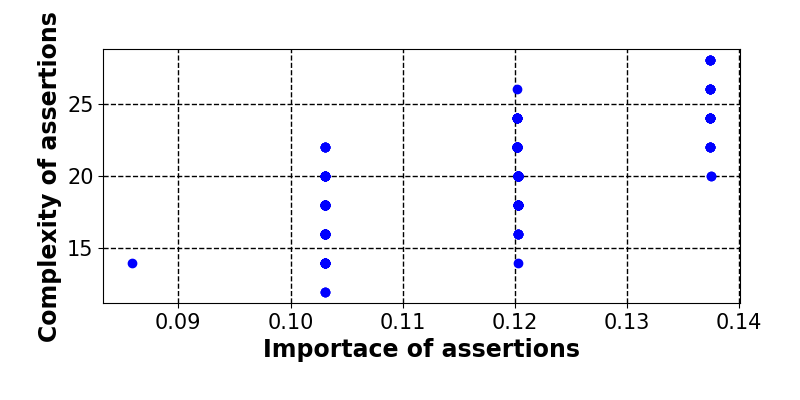 Complexity of assertions
25
20
15
0.09 0.10 0.11 0.12 0.13 0.14
Importace of assertions